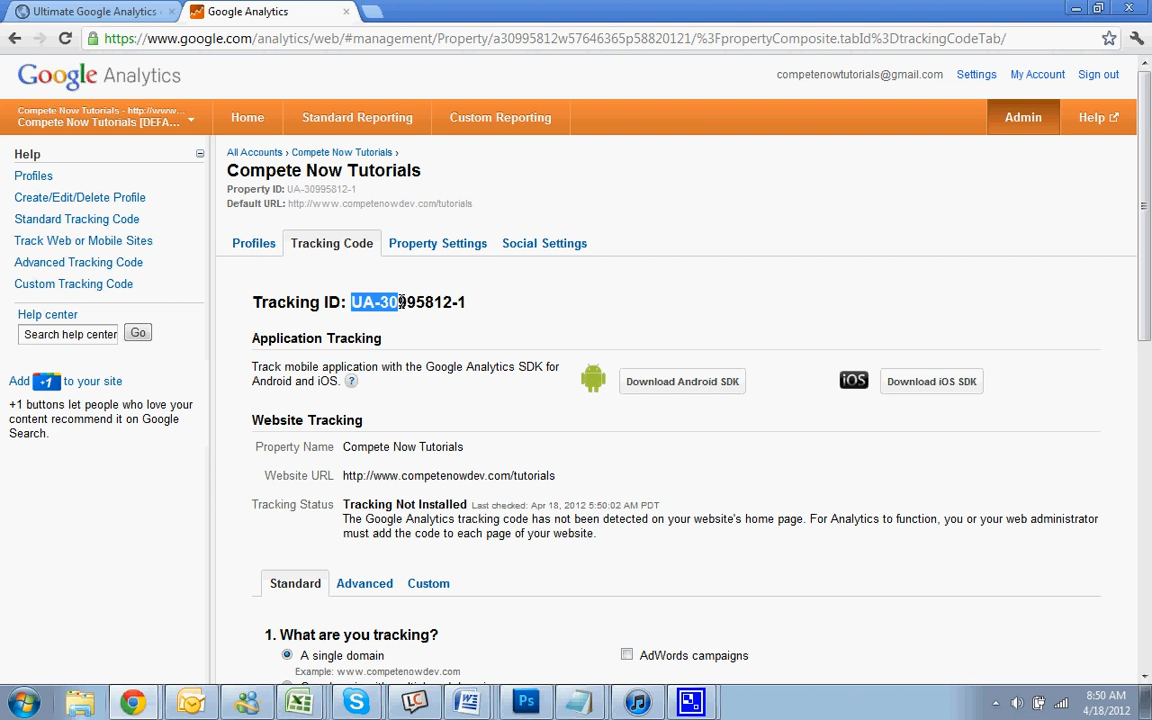 Ultimate Google Analytics
Google Analytics
https://www.google.com/analytics/web/#management/Property/a30995812w57646365p58820121/%3FpropertyComposite.tabId%3DtrackingCodeTab/
Google Analytics
competenowtutorials@gmail.com Settings My Account Sign out
Compete Now Tutorials - http://www...
Compete Now Tutorials [DEFA...
Home Standard Reporting Custom Reporting Admin Help
Help
Profiles
Create/Edit/Delete Profile
Standard Tracking Code
Track Web or Mobile Sites
Advanced Tracking Code
Custom Tracking Code
Help center
Search help center Go
Add +1 to your site
+1 buttons let people who love your
content recommend it on Google
Search.
All Accounts › Compete Now Tutorials ›
Compete Now Tutorials
Property ID: UA-30995812-1
Default URL: http://www.competenowdev.com/tutorials
Profiles Tracking Code Property Settings Social Settings
Tracking ID: UA-30995812-1
Application Tracking
Track mobile application with the Google Analytics SDK for
Android and iOS. ?
Download Android SDK
iOS Download iOS SDK
Website Tracking
Property Name Compete Now Tutorials
Website URL http://www.competenowdev.com/tutorials
Tracking Status Tracking Not Installed Last checked: Apr 18, 2012 5:50:02 AM PDT
The Google Analytics tracking code has not been detected on your website's home page. For Analytics to function, you or your web administrator
must add the code to each page of your website.
Standard Advanced Custom
1. What are you tracking?
A single domain AdWords campaigns
Example: www.competenowdev.com
LC
W
Ps
8:50 AM
4/18/2012